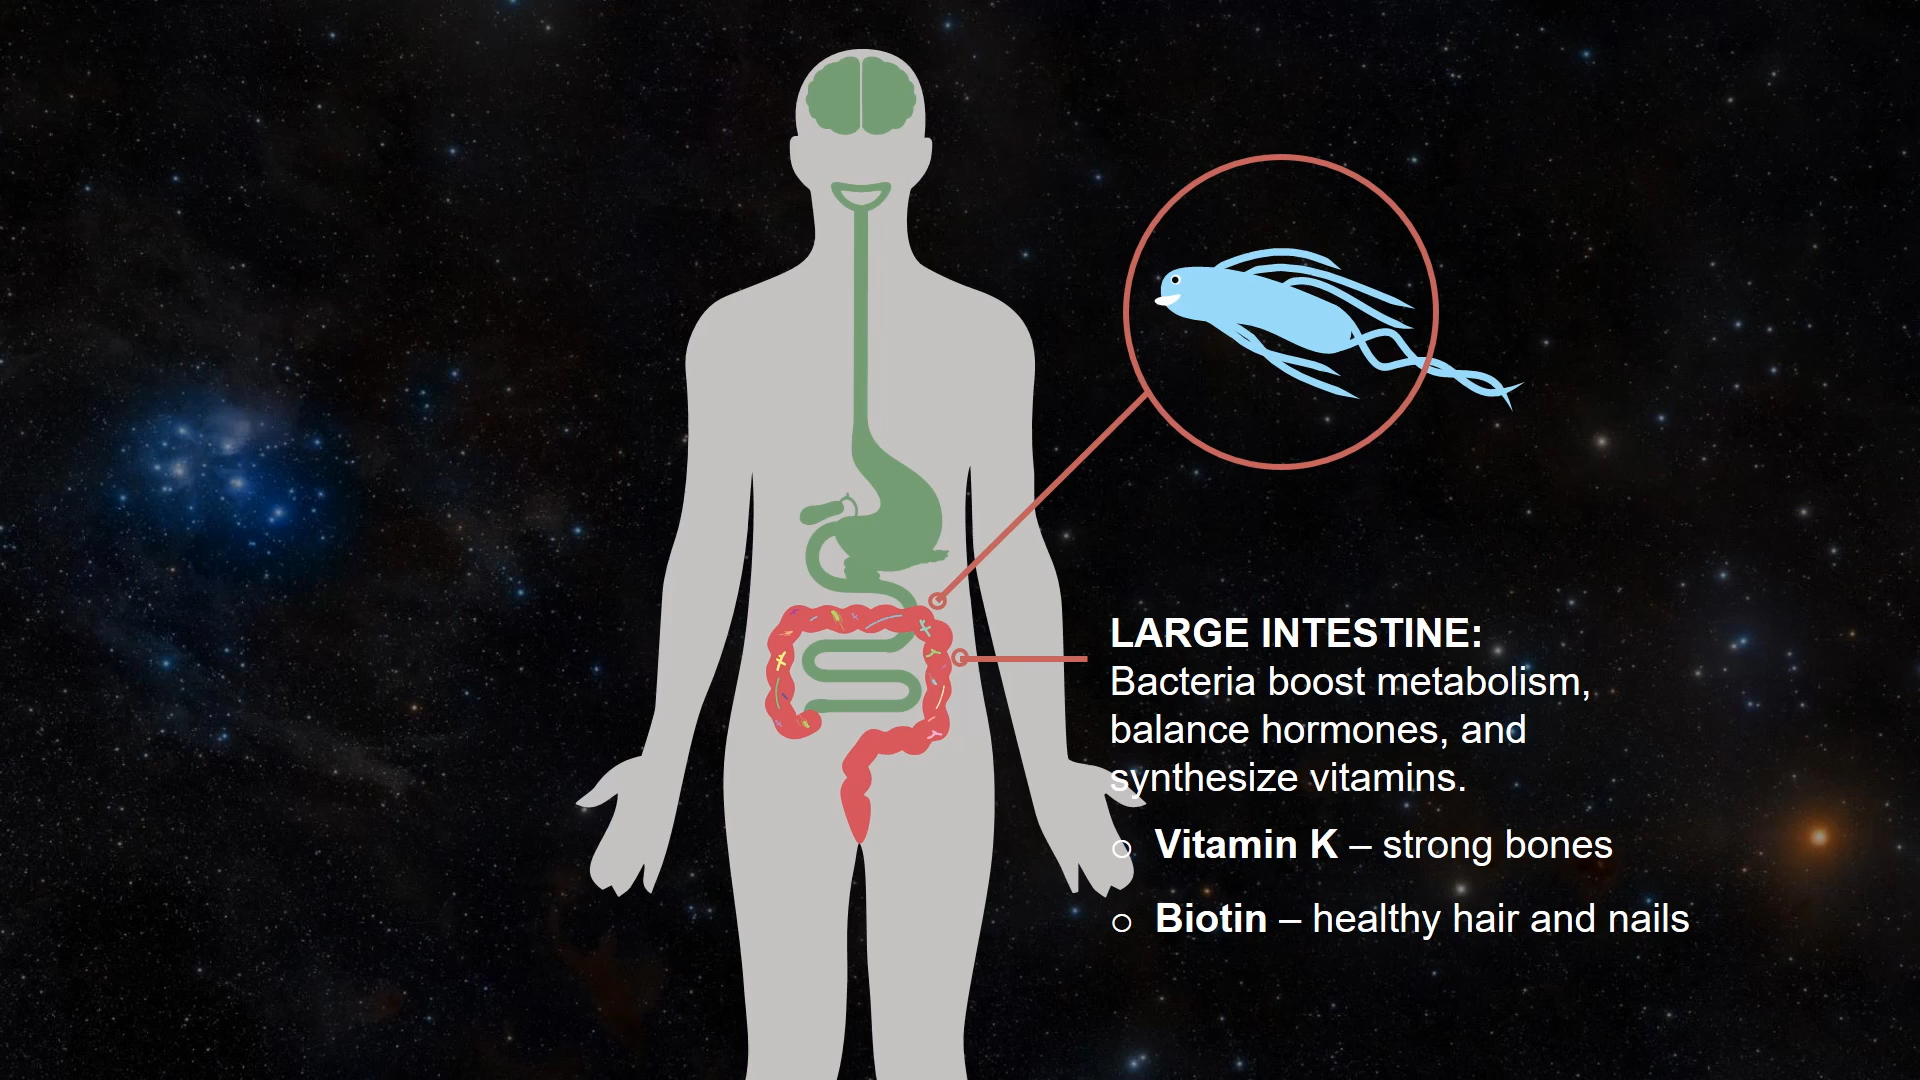 LARGE INTESTINE:
Bacteria boost metabolism,
balance hormones, and
synthesize vitamins.
○ Vitamin K – strong bones
○ Biotin – healthy hair and nails